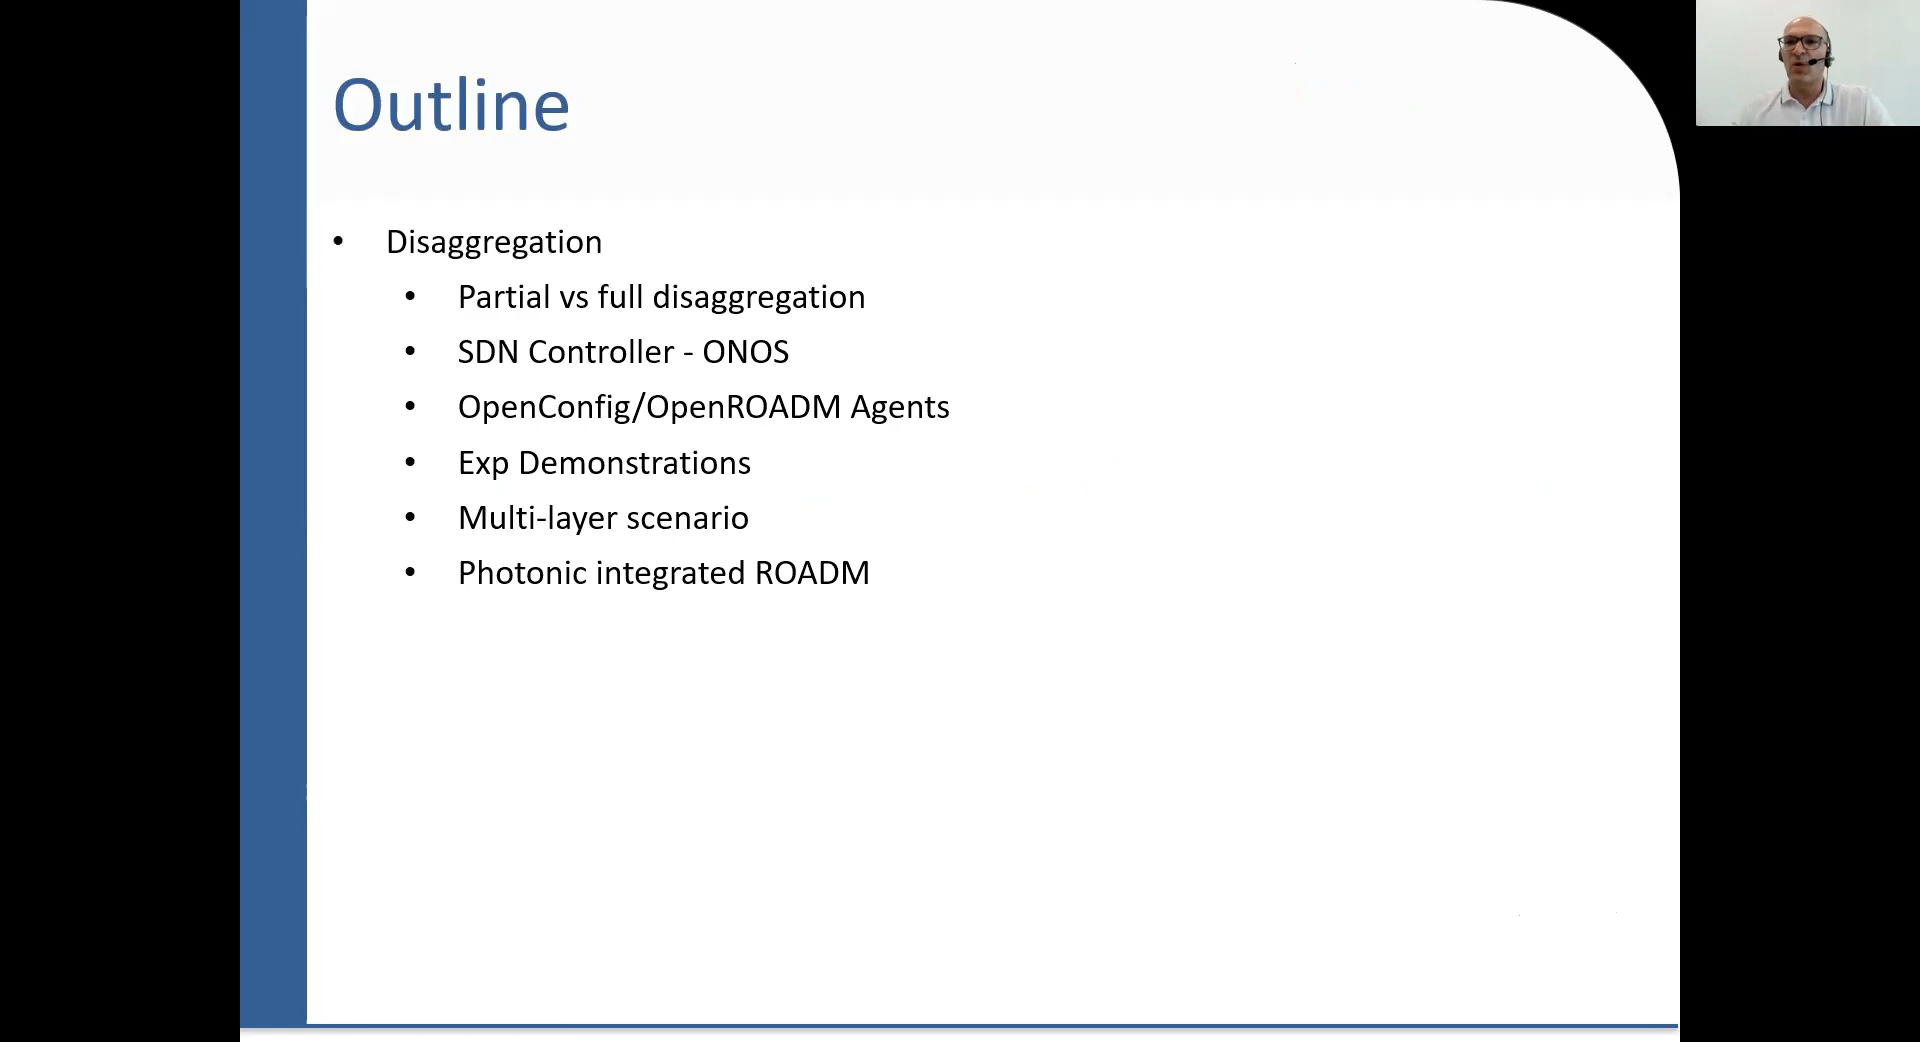 Outline
• Disaggregation
• Partial vs full disaggregation
• SDN Controller - ONOS
• OpenConfig/OpenROADM Agents
• Exp Demonstrations
• Multi-layer scenario
• Photonic integrated ROADM